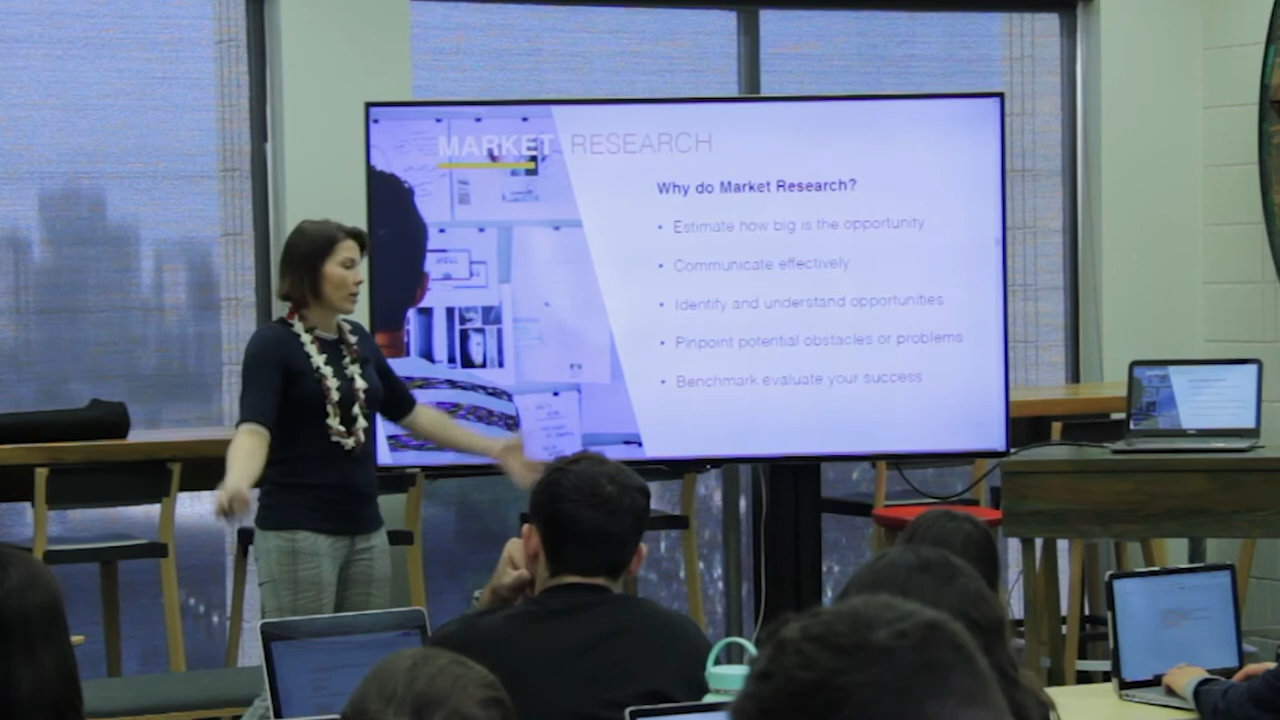 MARKET RESEARCH
Why do Market Research?
• Estimate how big is the opportunity
• Communicate effectively
• Identify and understand opportunities
• Pinpoint potential obstacles or problems
• Benchmark evaluate your success